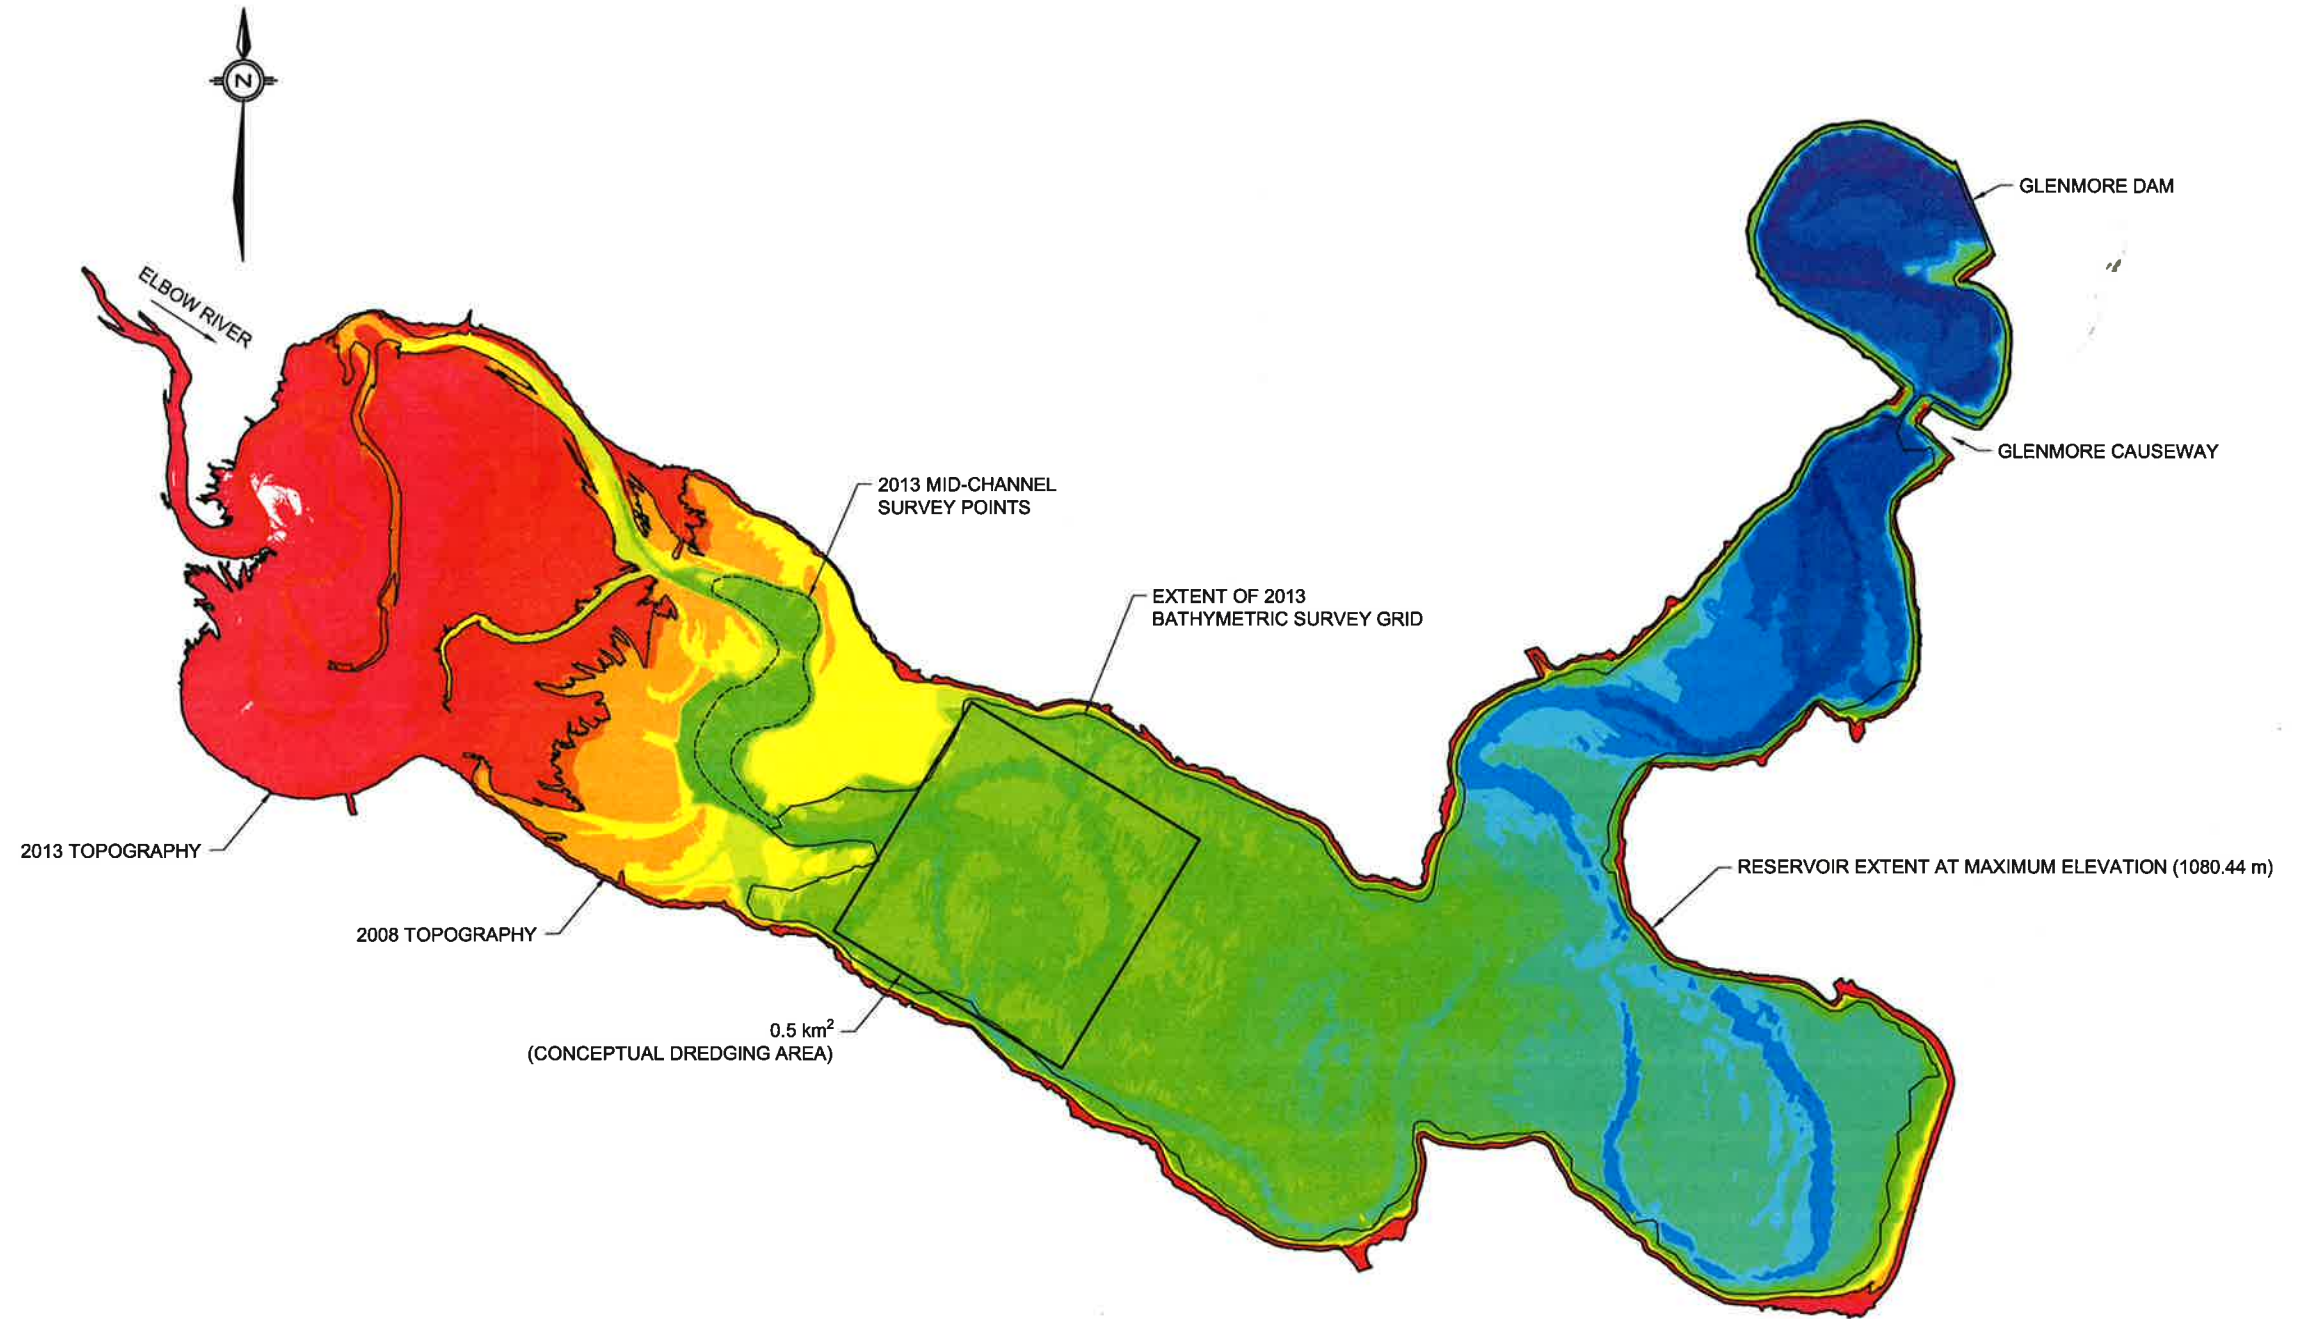 N
ELBOW RIVER
GLENMORE DAM
GLENMORE CAUSEWAY
2013 MID-CHANNEL
SURVEY POINTS
EXTENT OF 2013
BATHYMETRIC SURVEY GRID
2013 TOPOGRAPHY
RESERVOIR EXTENT AT MAXIMUM ELEVATION (1080.44 m)
2008 TOPOGRAPHY
0.5 km²
(CONCEPTUAL DREDGING AREA)